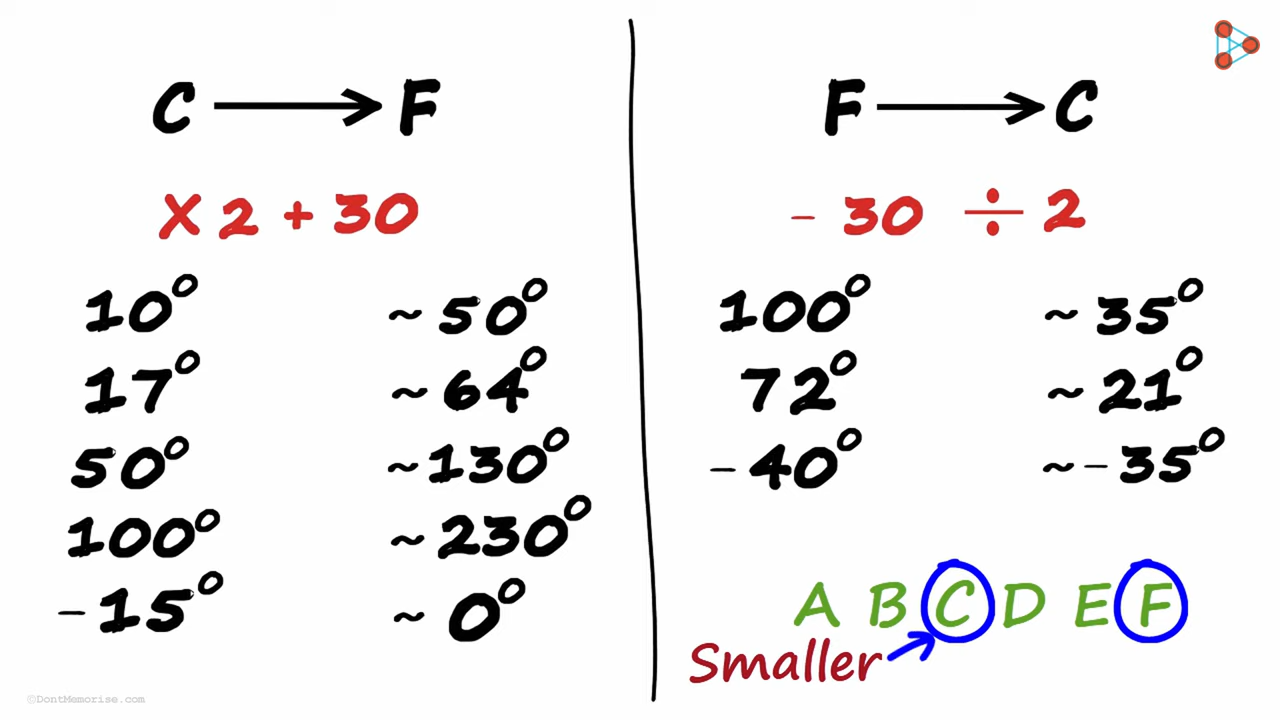 C → F
× 2 + 30
10° ~ 50°
17° ~ 64°
50° ~ 130°
100° ~ 230°
- 15° ~ 0°
F → C
- 30 ÷ 2
100° ~ 35°
72° ~ 21°
- 40° ~ - 35°
A B C D E F
Smaller
©DontMemorise.com